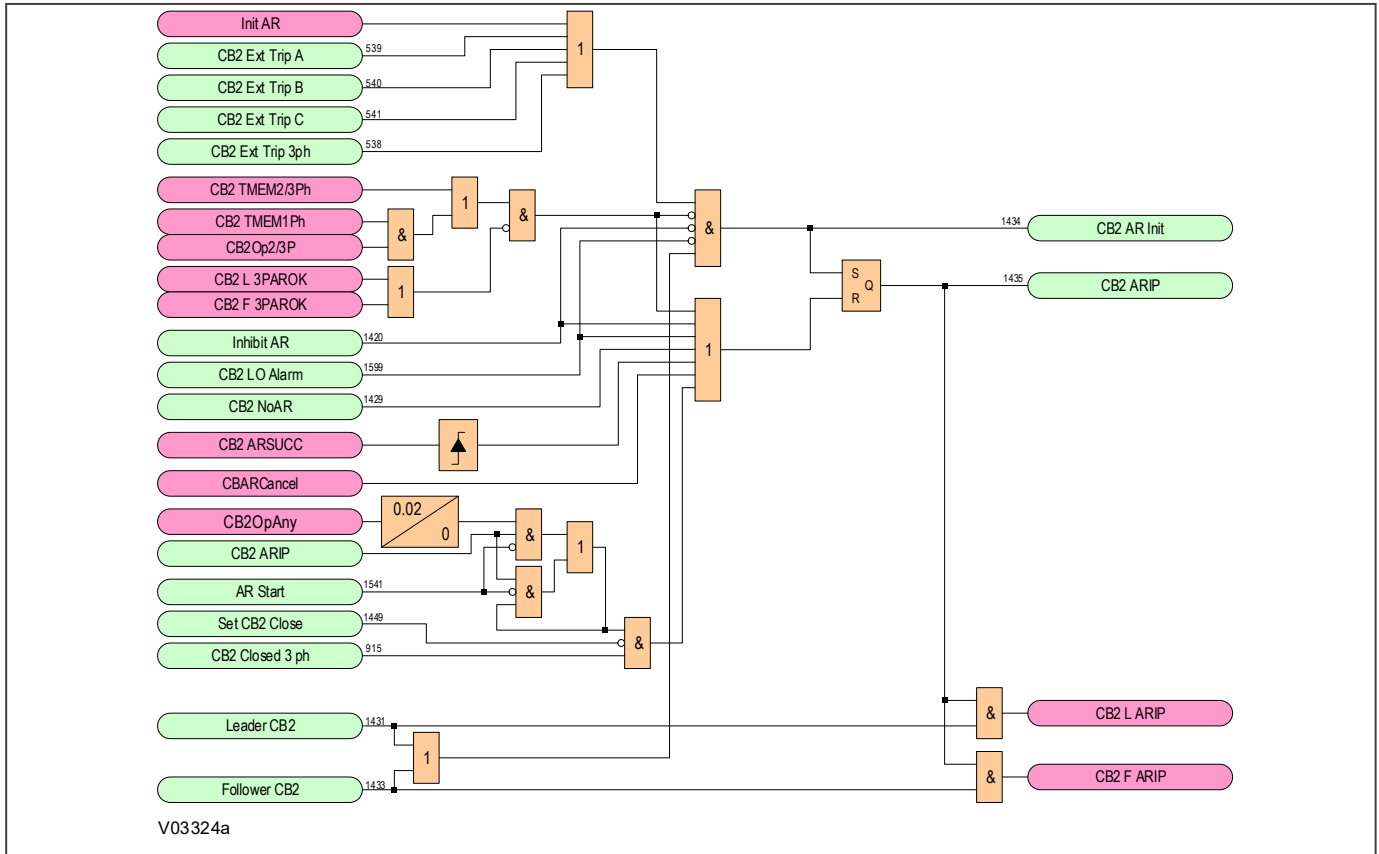 Init AR
CB2 Ext Trip A
539
CB2 Ext Trip B
540
CB2 Ext Trip C
541
CB2 Ext Trip 3ph
538
1
CB2 TMEM2/3Ph
CB2 TMEM1Ph
CB2Op2/3P
&
1
&
CB2 L 3PAROK
CB2 F 3PAROK
1
&
1434
CB2 AR Init
S
Q
R
1435
CB2 ARIP
Inhibit AR
1420
CB2 LO Alarm
1599
CB2 NoAR
1429
1
CB2 ARSUCC
CBARCancel
CB2OpAny
0.02
0
CB2 ARIP
&
1
AR Start
1541
&
Set CB2 Close
1449
CB2 Closed 3 ph
915
&
Leader CB2
1431
1
Follower CB2
1433
&
CB2 L ARIP
&
CB2 F ARIP
V03324a